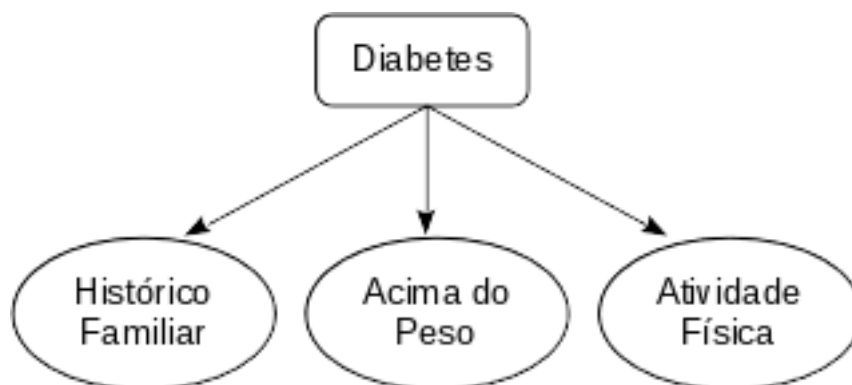 Diabetes
Histórico
Familiar
Acima do
Peso
Atividade
Física